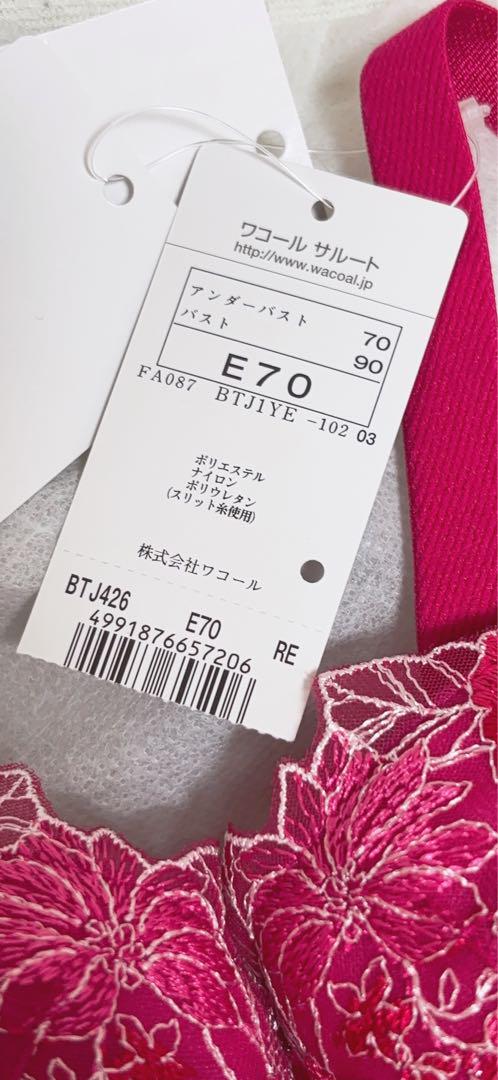 ワコール サルート
http://www.wacoal.jp
アンダーバスト 70
バスト 90
E70
FA087 BTJ1YE -102 03
ポリエステル
ナイロン
ポリウレタン
(スリット糸使用)
株式会社ワコール
BTJ426 E70 RE
4991876657206